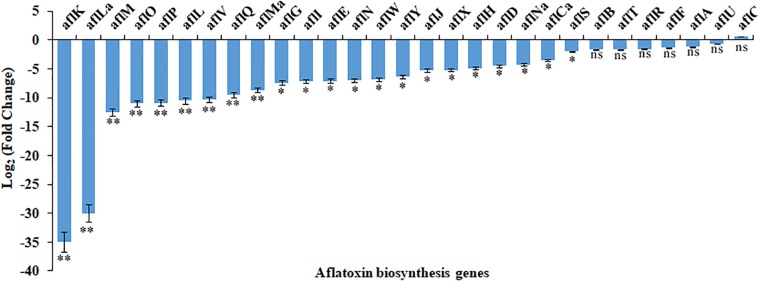 aflK aflLa aflM aflO aflP aflL aflV aflQ aflMa aflG aflI aflE aflN aflW aflY aflJ aflX aflH aflD aflNa aflCa aflS aflB aflT aflR aflF aflA aflU aflC
5
0
-5
-10
-15
-20
-25
-30
-35
-40
Log2 (Fold Change)
** ** ** ** ** ** ** ** ** * * * * * * * * * * * * * ns ns ns ns ns ns ns
Aflatoxin biosynthesis genes